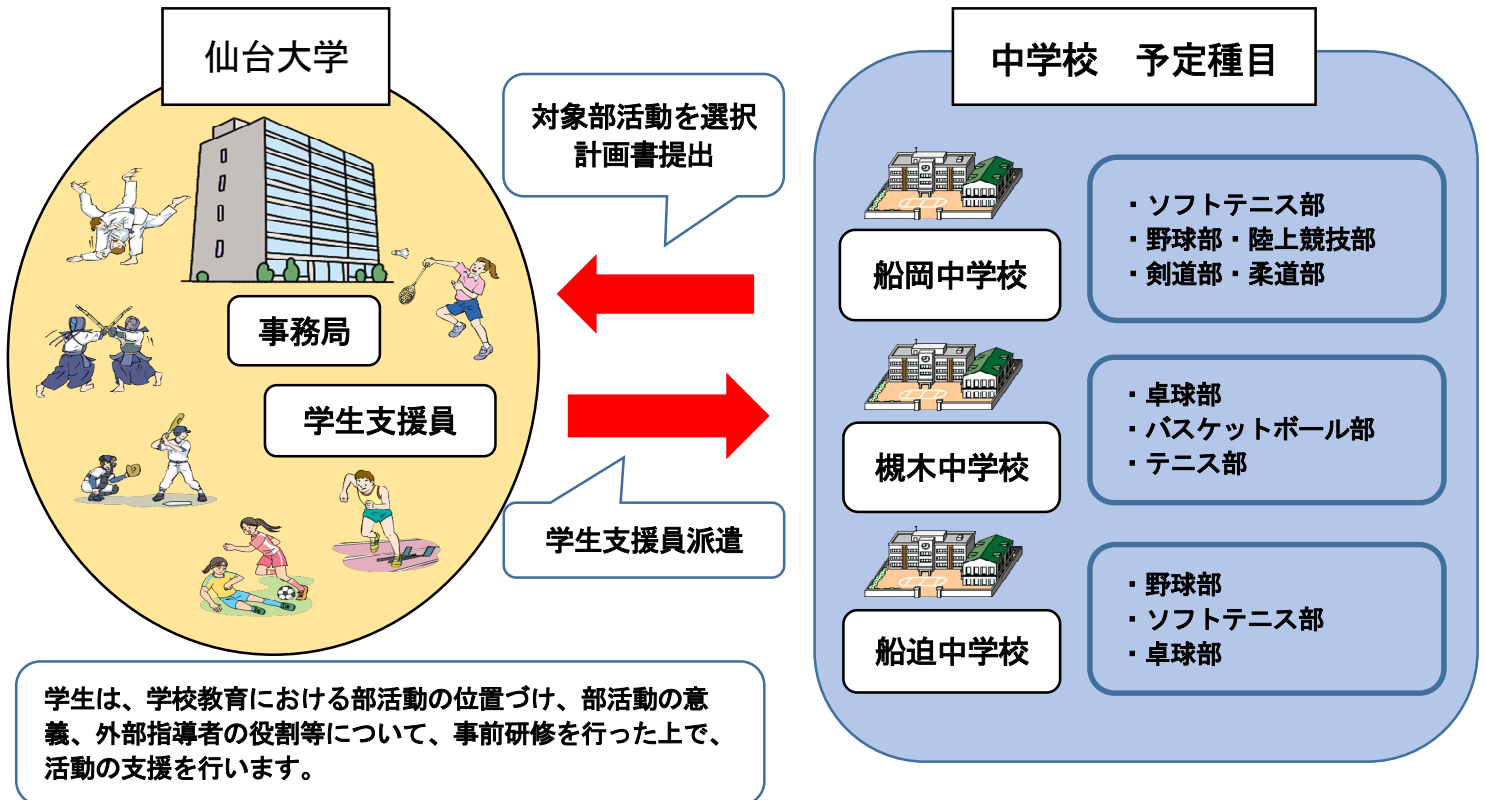 仙台大学
事務局
学生支援員
対象部活動を選択
計画書提出
学生支援員派遣
中学校　予定種目
船岡中学校
・ソフトテニス部
・野球部・陸上競技部
・剣道部・柔道部
槻木中学校
・卓球部
・バスケットボール部
・テニス部
船迫中学校
・野球部
・ソフトテニス部
・卓球部
学生は、学校教育における部活動の位置づけ、部活動の意
義、外部指導者の役割等について、事前研修を行った上で、
活動の支援を行います。